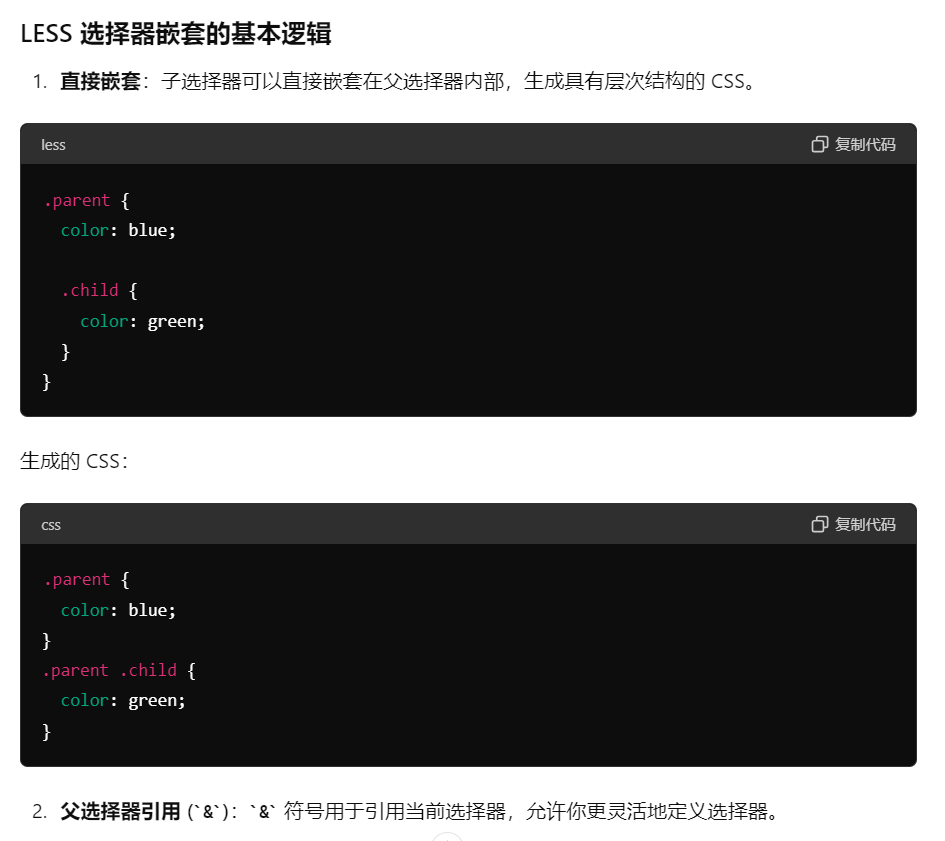 LESS 选择器嵌套的基本逻辑
1. 直接嵌套：子选择器可以直接嵌套在父选择器内部，生成具有层次结构的 CSS。
less 复制代码
.parent {
  color: blue;

  .child {
    color: green;
  }
}
生成的 CSS：
css 复制代码
.parent {
  color: blue;
}
.parent .child {
  color: green;
}
2. 父选择器引用 (`&`)：`&` 符号用于引用当前选择器，允许你更灵活地定义选择器。